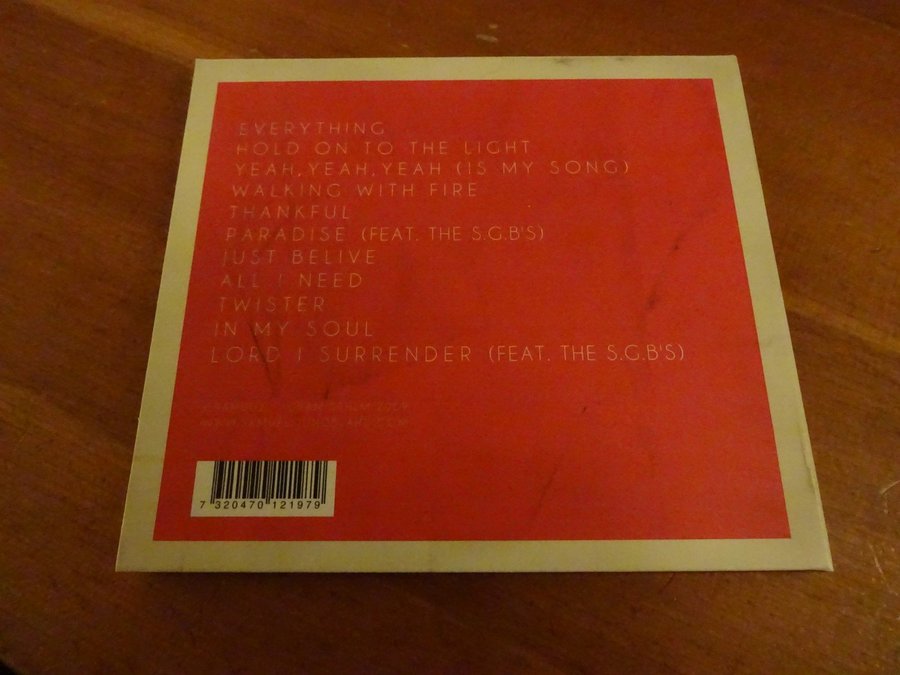 EVERYTHING
HOLD ON TO THE LIGHT
YEAH, YEAH, YEAH (IS MY SONG)
WALKING WITH FIRE
THANKFUL
PARADISE (FEAT. THE S.G.B'S)
JUST BELIVE
ALL I NEED
TWISTER
IN MY SOUL
LORD I SURRENDER (FEAT. THE S.G.B'S)
7 320470 121979